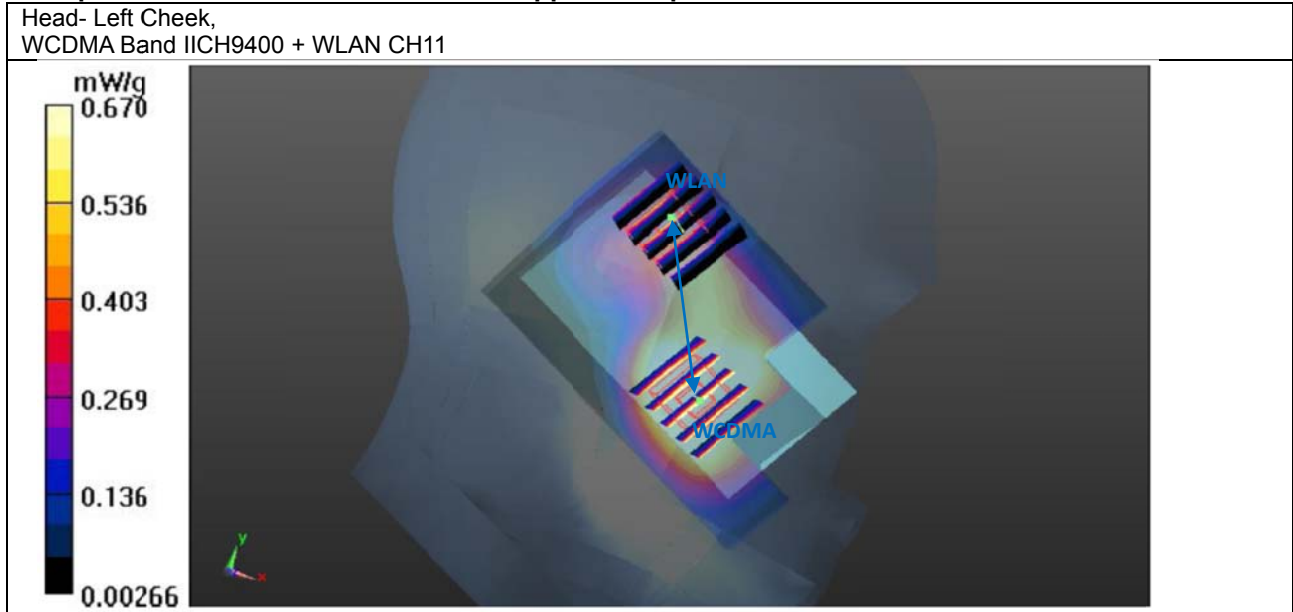 Head- Left Cheek,
WCDMA Band IICH9400 + WLAN CH11
mW/g
0.670
0.536
0.403
0.269
0.136
0.00266
WLAN
WCDMA
y
x